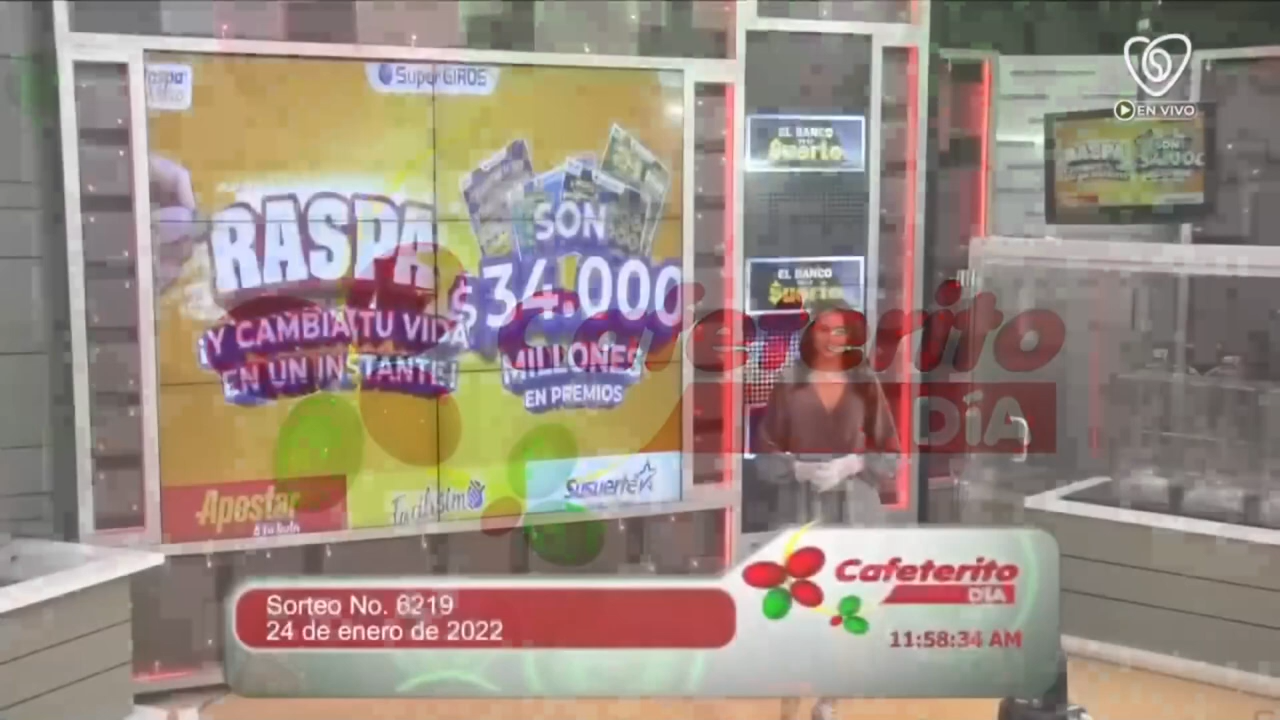 EN VIVO
SuperGIROS
EL BANCO
Suerte
RASPA
¡Y CAMBIA TU VIDA
EN UN INSTANTE!
SON
$34.000
MILLONES
EN PREMIOS
EL BANCO
Suerte
Cafeterito
DÍA
Apostar
Susuerte
Cafeterito
DÍA
Sorteo No. 6219
24 de enero de 2022
11:58:34 AM